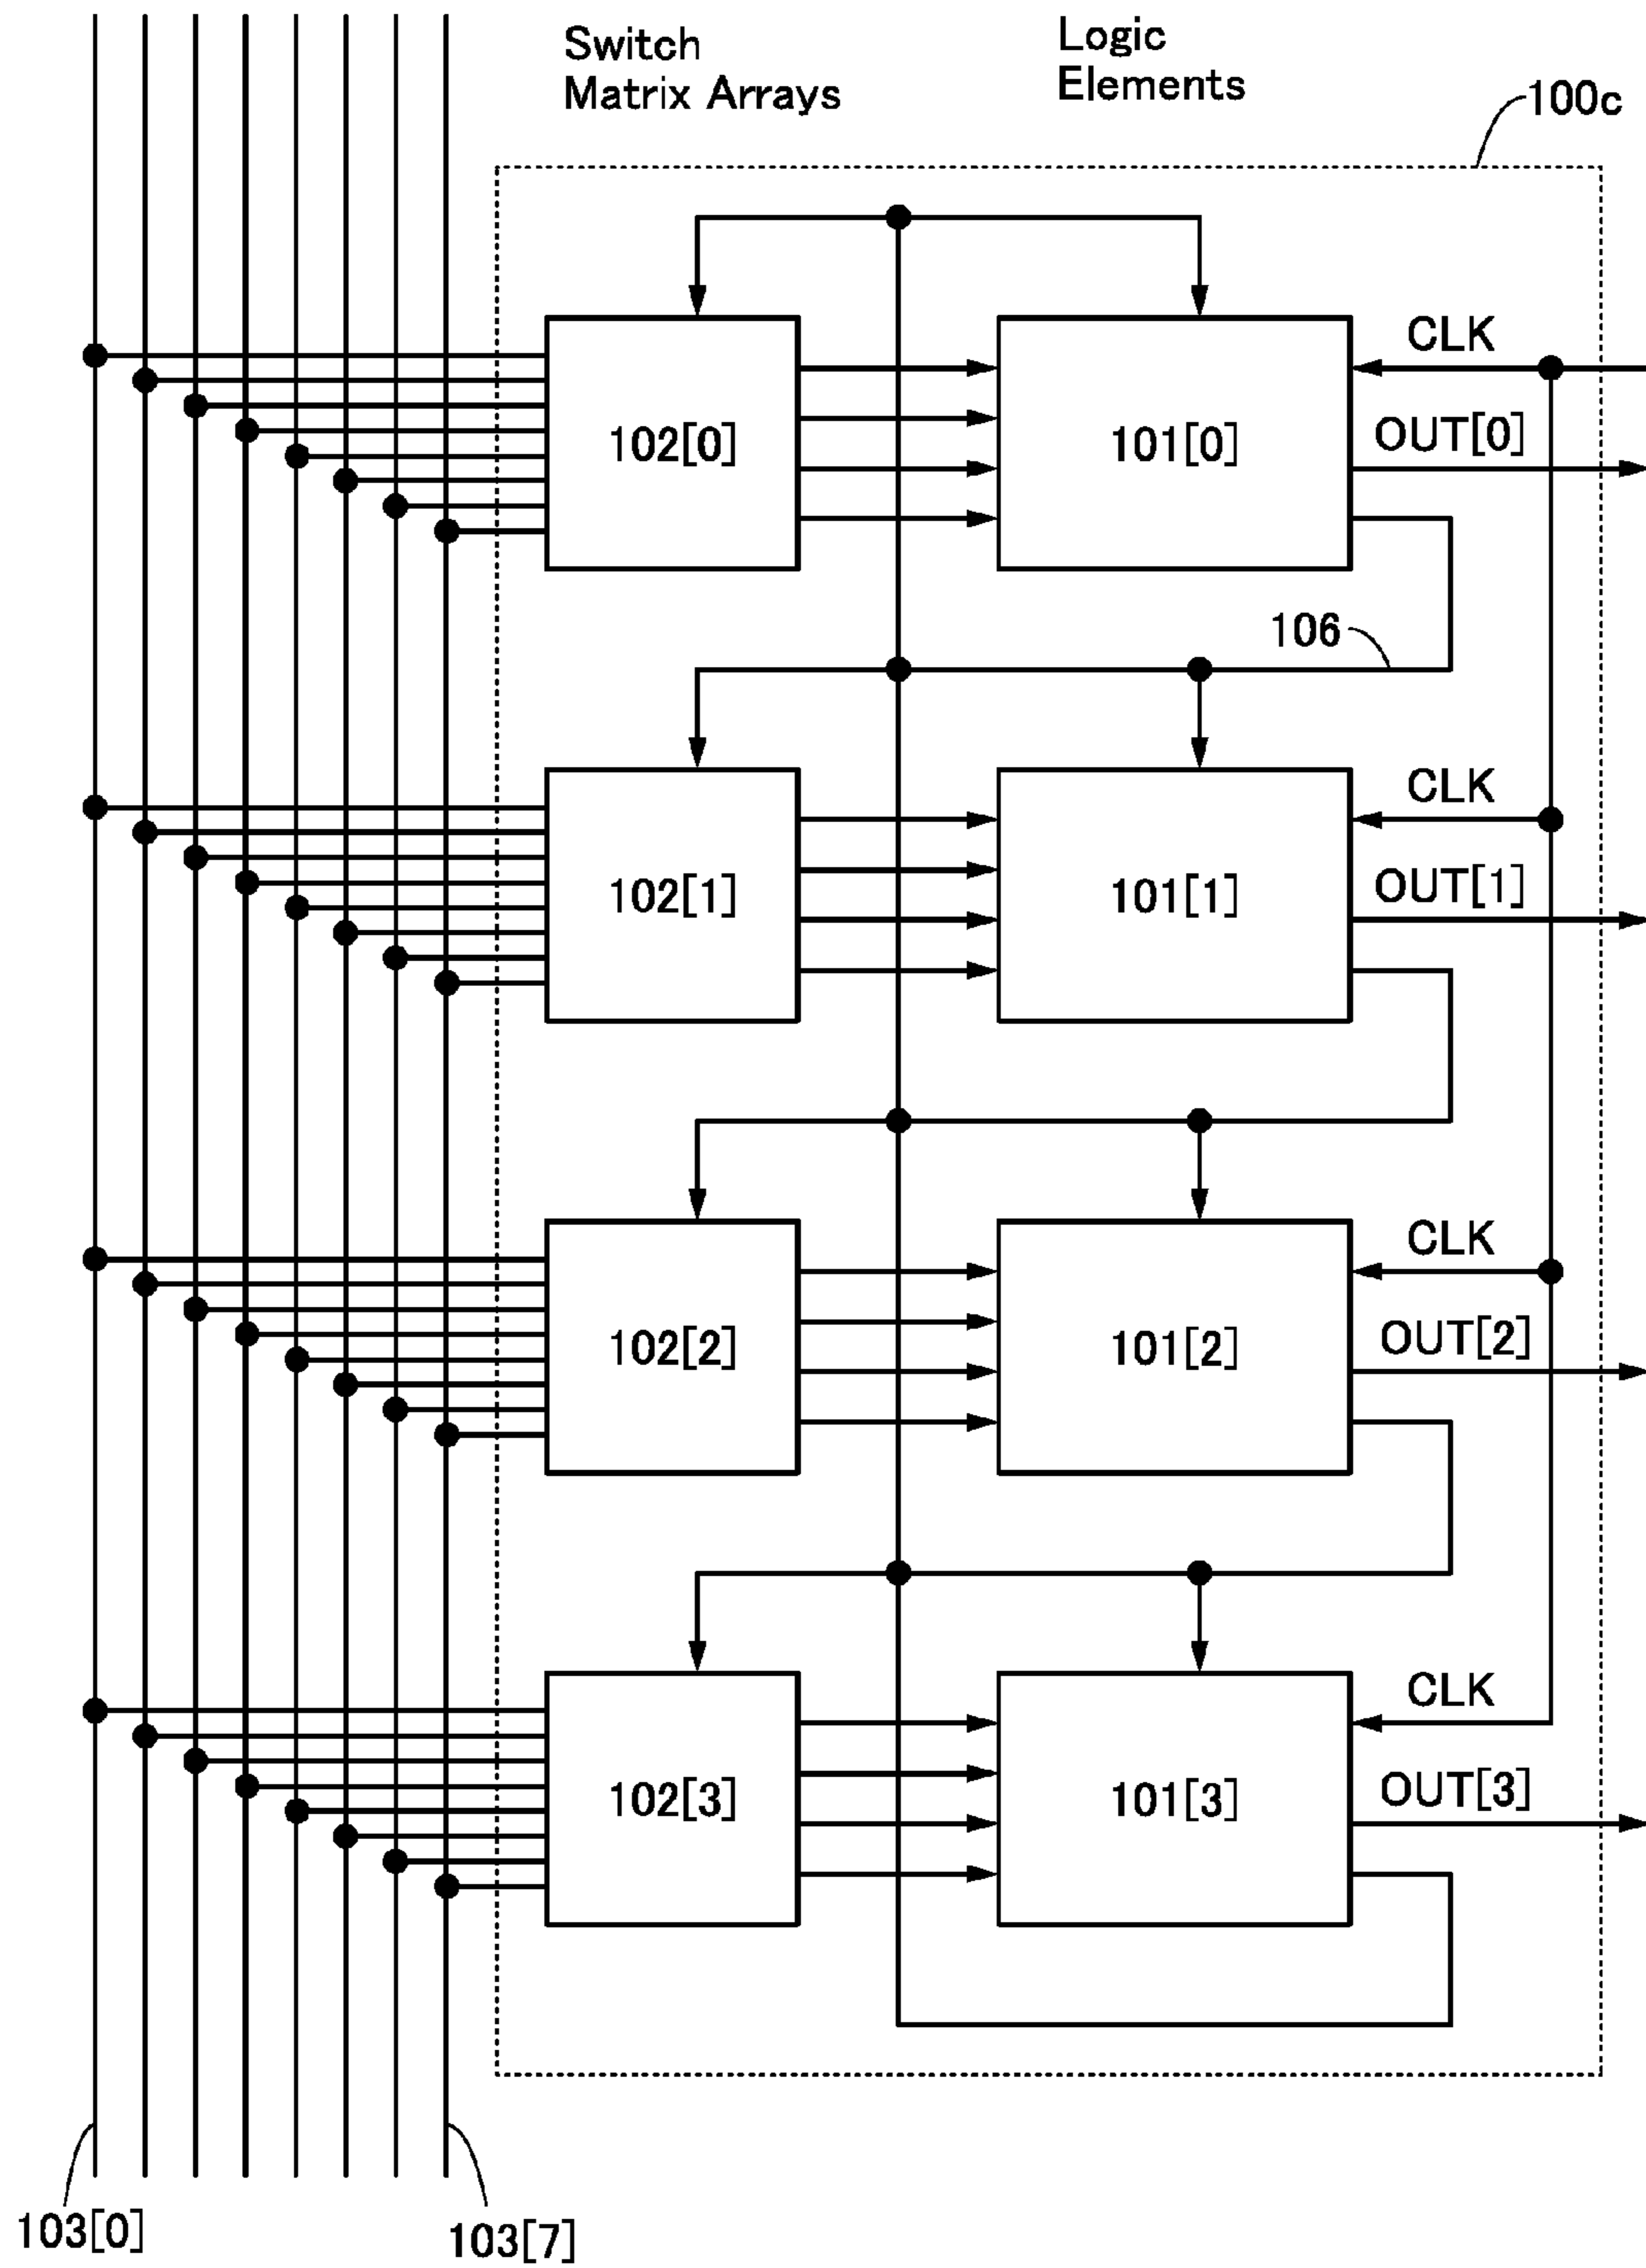 Switch
Matrix Arrays
Logic
Elements
100c
102[0]
101[0]
CLK
OUT[0]
106
102[1]
101[1]
CLK
OUT[1]
102[2]
101[2]
CLK
OUT[2]
102[3]
101[3]
CLK
OUT[3]
103[0]
103[7]